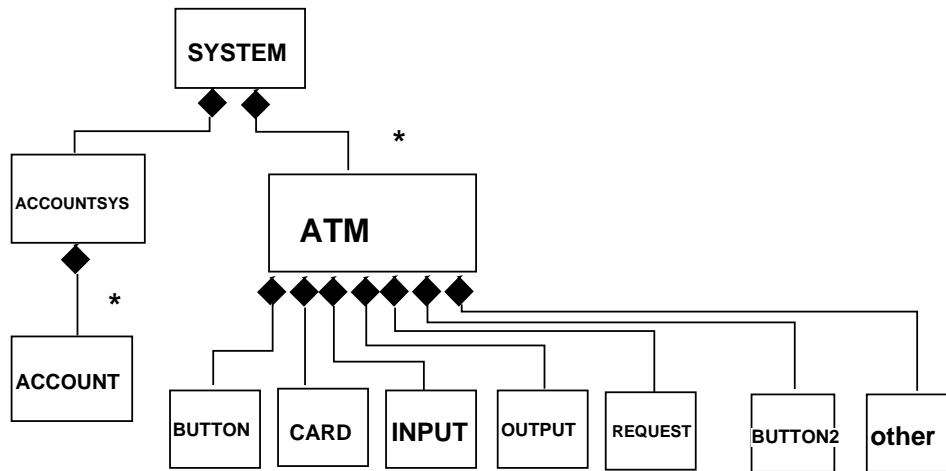 SYSTEM
*
ACCOUNTSYS
ATM
*
ACCOUNT
BUTTON
CARD
INPUT
OUTPUT
REQUEST
BUTTON2
other